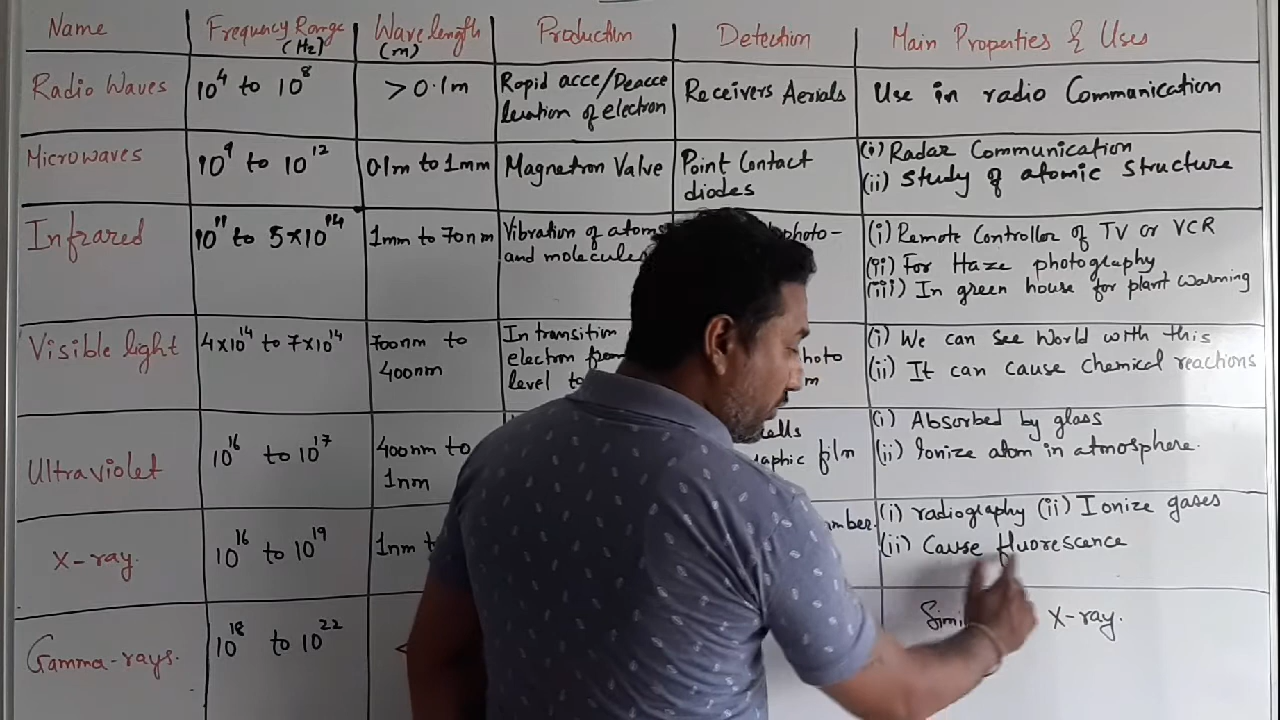 Name
Frequency Range
(Hz)
Wavelength
(m)
Production
Detection
Main Properties & Uses
Radio Waves
10⁴ to 10⁸
> 0.1m
Rapid acce/Deacce
leration of electron
Receivers Aerials
Use in radio Communication
Microwaves
10⁹ to 10¹²
0.1m to 1mm
Magnetron Valve
Point Contact
diodes
(i) Radar Communication
(ii) Study of atomic structure
Infrared
10¹¹ to 5×10¹⁴
1mm to 70nm
Vibration of atoms
and molecules
photo-
(i) Remote Controller of TV or VCR
(ii) For Haze photography
(iii) In green house for plant warming
Visible light
4×10¹⁴ to 7×10¹⁴
700nm to
400nm
In transition
electron
level
(i) We can see World worth this
(ii) It can cause chemical reactions
Ultraviolet
10¹⁶ to 10¹⁷
400nm to
1nm
film
(i) Absorbed by glass
(ii) Ionize atom in atmosphere.
X-ray.
10¹⁶ to 10¹⁹
1nm
(i) radiography (ii) Ionize gases
(ii) Cause fluorescence
Gamma-rays.
10¹⁸ to 10²²
<
X-ray.